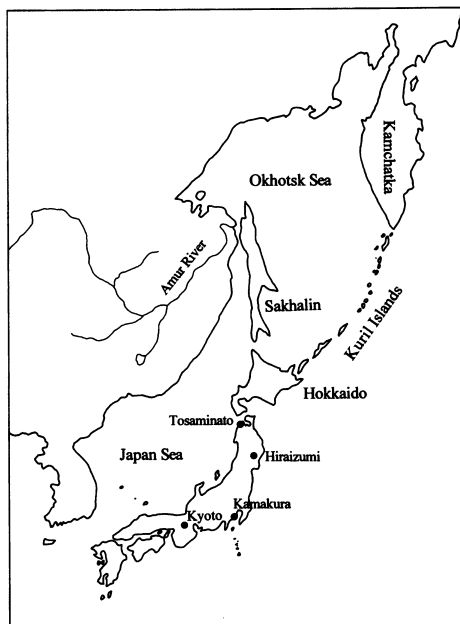 Kamchatka
Okhotsk Sea
Amur River
Sakhalin
Kuril Islands
Hokkaido
Tosaminato
Japan Sea
Hiraizumi
Kamakura
Kyoto